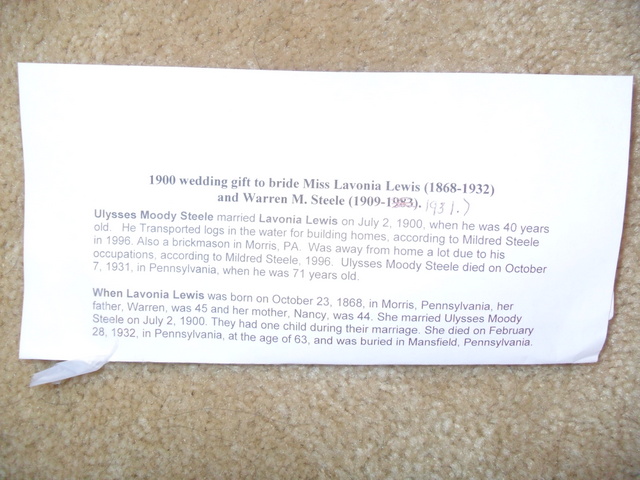 1900 wedding gift to bride Miss Lavonia Lewis (1868-1932)
and Warren M. Steele (1909-1983). 1931.)
Ulysses Moody Steele married Lavonia Lewis on July 2, 1900, when he was 40 years
old. He Transported logs in the water for building homes, according to Mildred Steele
in 1996. Also a brickmason in Morris, PA. Was away from home a lot due to his
occupations, according to Mildred Steele, 1996. Ulysses Moody Steele died on October
7, 1931, in Pennsylvania, when he was 71 years old.
When Lavonia Lewis was born on October 23, 1868, in Morris, Pennsylvania, her
father, Warren, was 45 and her mother, Nancy, was 44. She married Ulysses Moody
Steele on July 2, 1900. They had one child during their marriage. She died on February
28, 1932, in Pennsylvania, at the age of 63, and was buried in Mansfield, Pennsylvania.